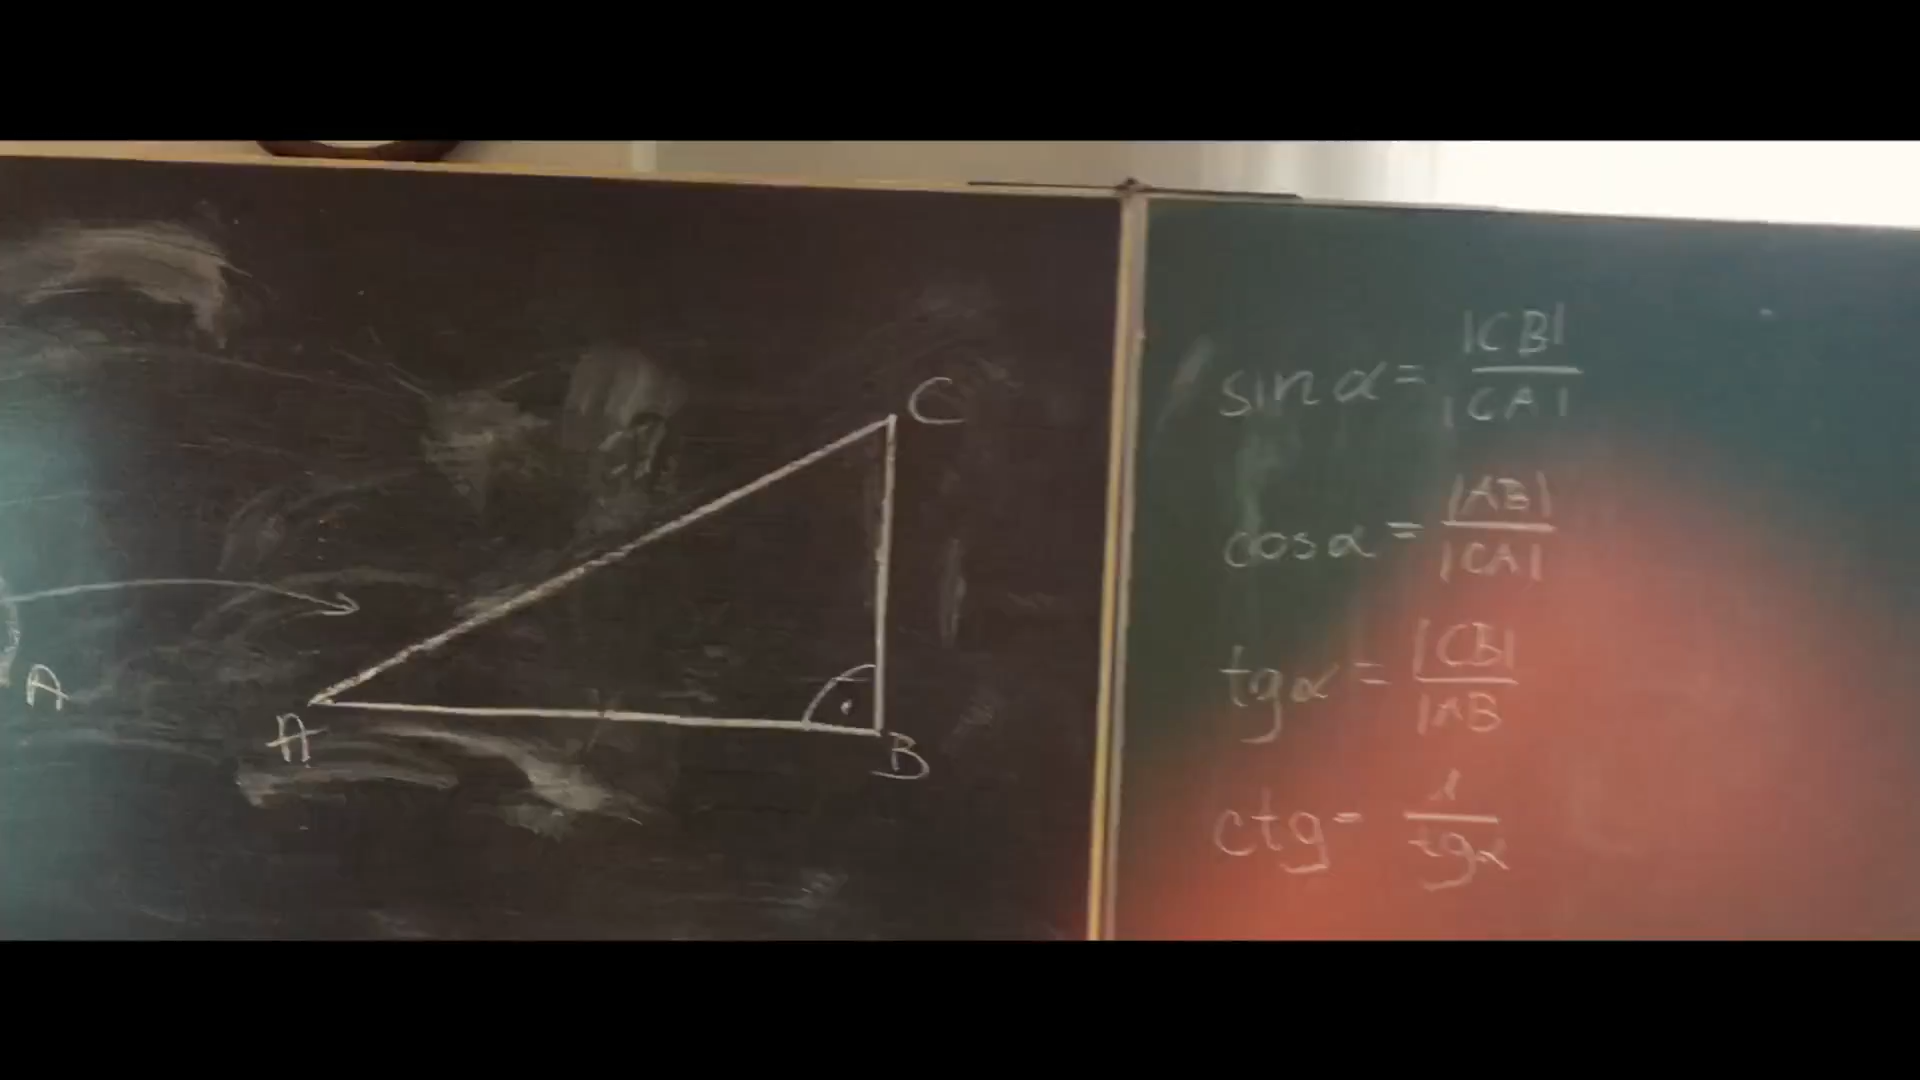 C
A
A
B
sin α = |CB| / |CA|
cos α = |AB| / |CA|
tg α = |CB| / |AB
ctg = 1 / tg α